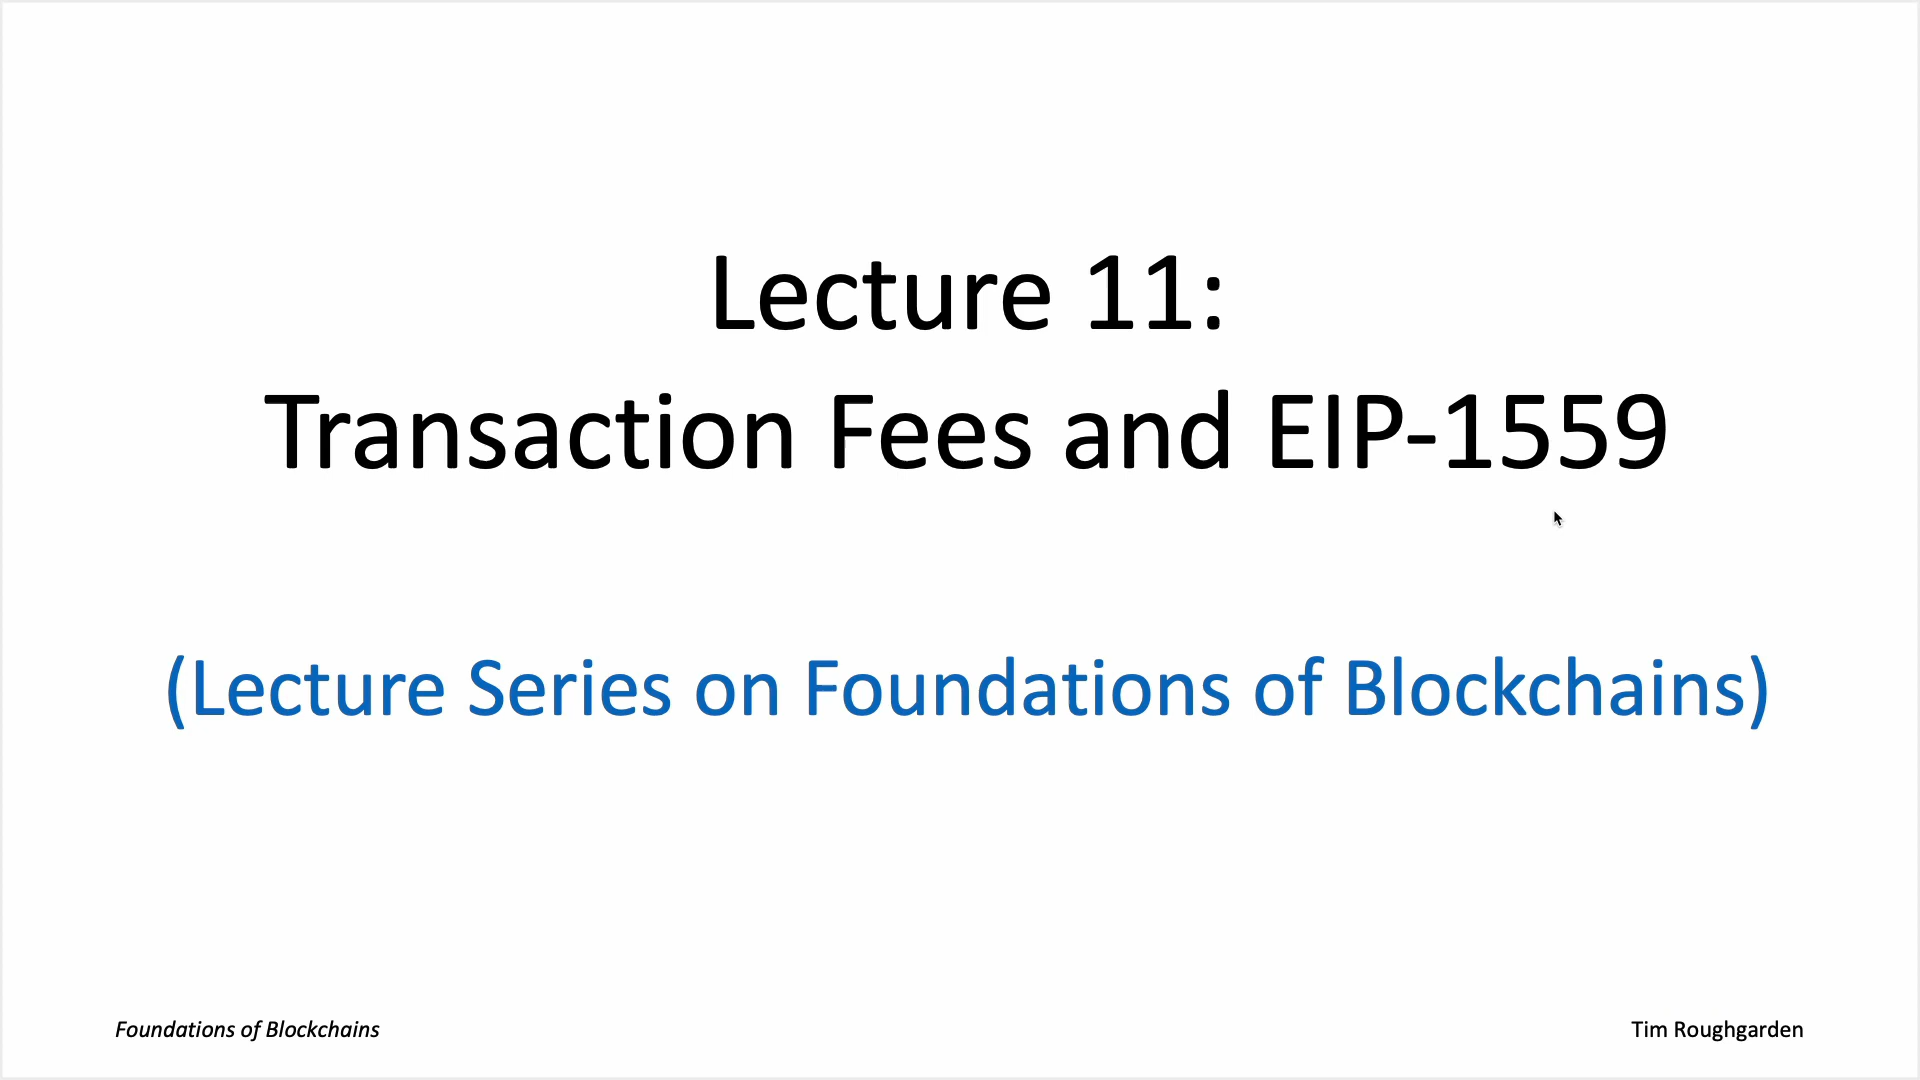 Lecture 11:
Transaction Fees and EIP-1559
(Lecture Series on Foundations of Blockchains)
Foundations of Blockchains
Tim Roughgarden